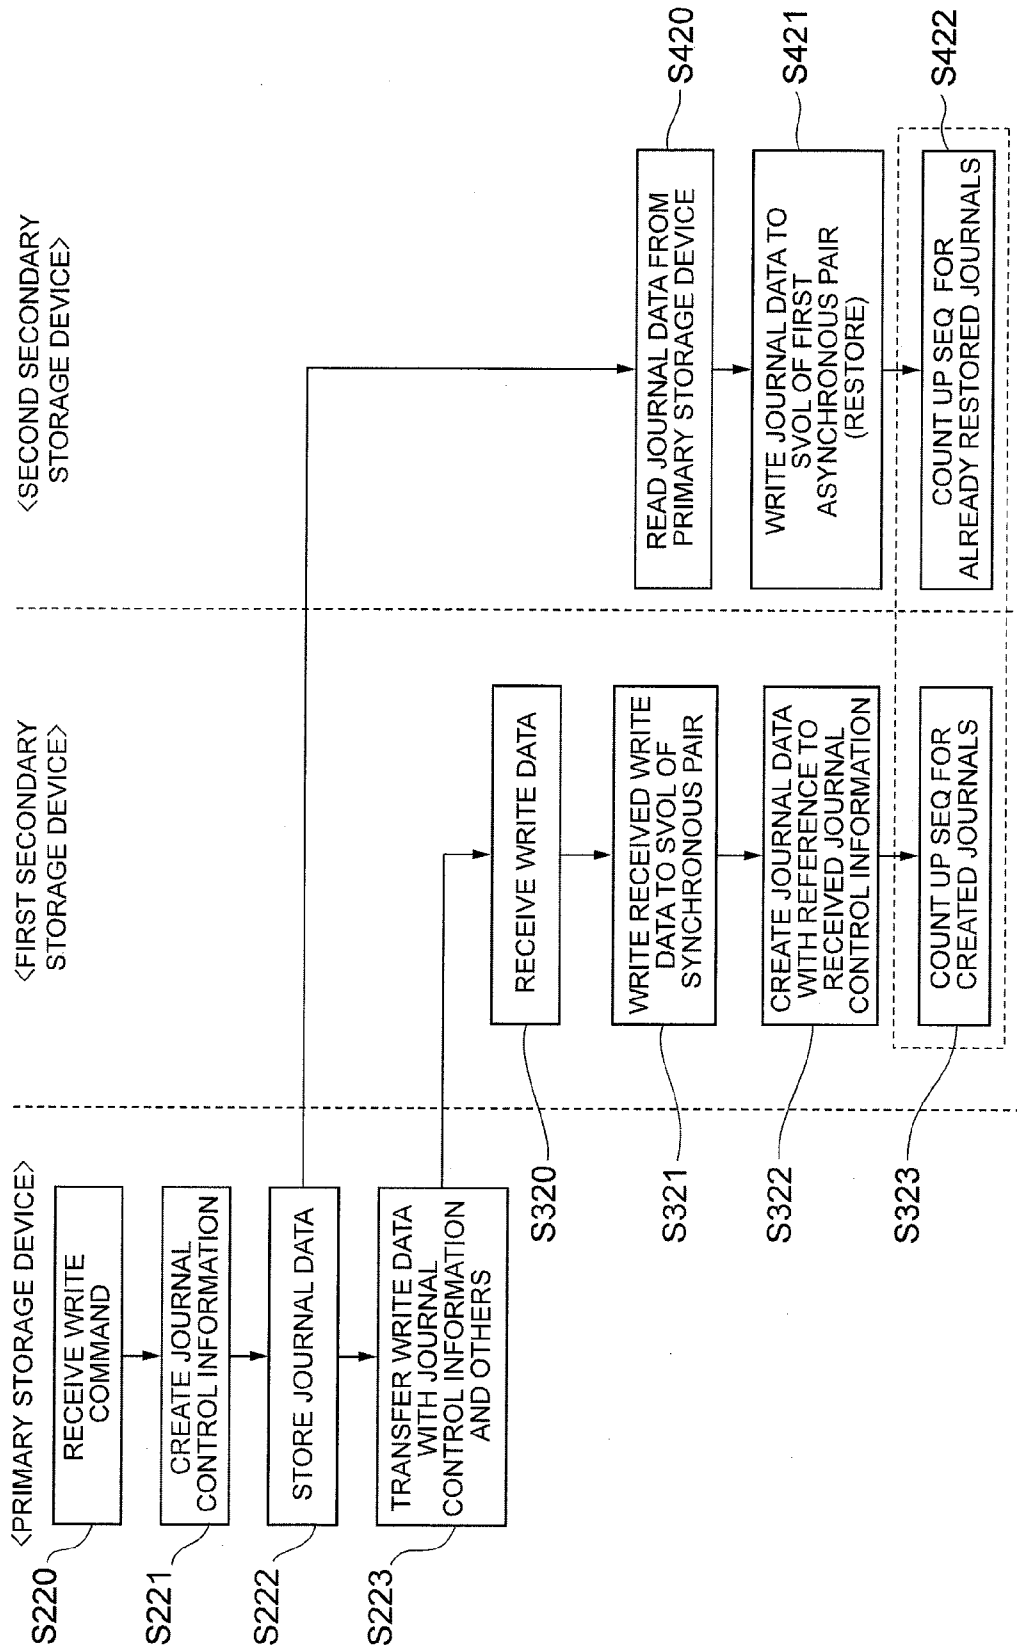 <PRIMARY STORAGE DEVICE>
S220
RECEIVE WRITE
COMMAND
S221
CREATE JOURNAL
CONTROL INFORMATION
S222
STORE JOURNAL DATA
S223
TRANSFER WRITE DATA
WITH JOURNAL
CONTROL INFORMATION
AND OTHERS
<FIRST SECONDARY
STORAGE DEVICE>
S320
RECEIVE WRITE DATA
S321
WRITE RECEIVED WRITE
DATA TO SVOL OF
SYNCHRONOUS PAIR
S322
CREATE JOURNAL DATA
WITH REFERENCE TO
RECEIVED JOURNAL
CONTROL INFORMATION
S323
COUNT UP SEQ FOR
CREATED JOURNALS
<SECOND SECONDARY
STORAGE DEVICE>
READ JOURNAL DATA FROM
PRIMARY STORAGE DEVICE
S420
WRITE JOURNAL DATA TO
SVOL OF FIRST
ASYNCHRONOUS PAIR
(RESTORE)
S421
COUNT UP SEQ FOR
ALREADY RESTORED JOURNALS
S422